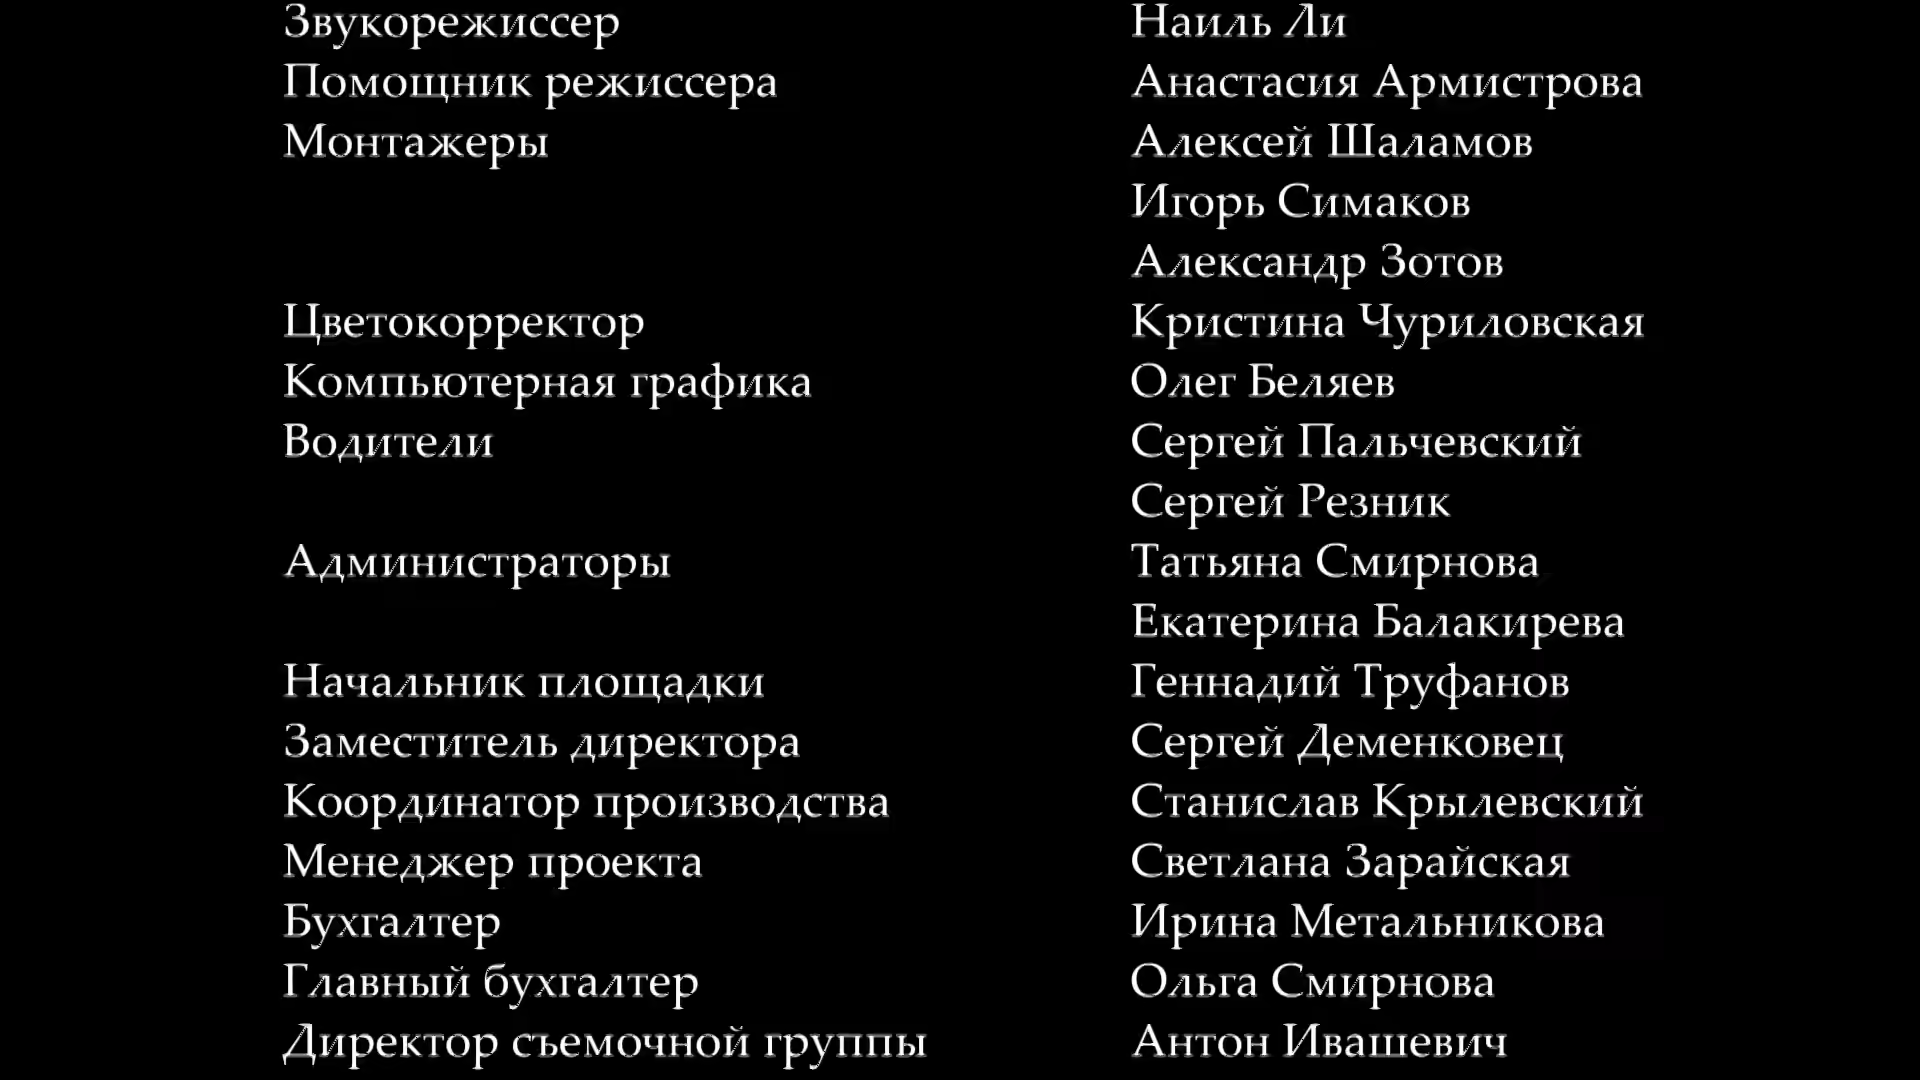 Звукорежиссер Наиль Ли
Помощник режиссера Анастасия Армистрова
Монтажеры Алексей Шаламов
Игорь Симаков
Александр Зотов
Цветокорректор Кристина Чуриловская
Компьютерная графика Олег Беляев
Водители Сергей Пальчевский
Сергей Резник
Администраторы Татьяна Смирнова
Екатерина Балакирева
Начальник площадки Геннадий Труфанов
Заместитель директора Сергей Деменковец
Координатор производства Станислав Крылевский
Менеджер проекта Светлана Зарайская
Бухгалтер Ирина Метальникова
Главный бухгалтер Ольга Смирнова
Директор съемочной группы Антон Ивашевич